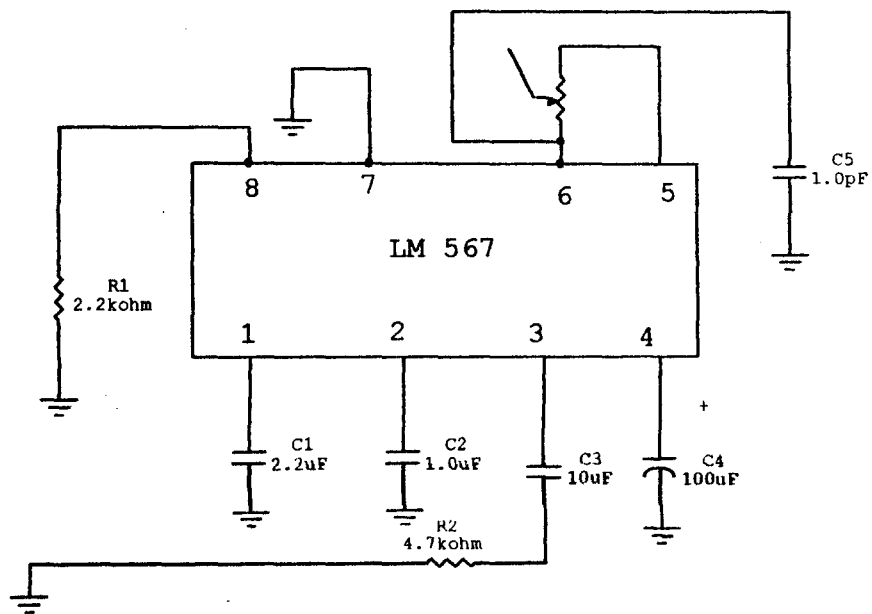 8
7
6
5
C5
1.0pF
LM 567
R1
2.2kohm
1
2
3
4
+
C1
2.2uF
C2
1.0uF
C3
10uF
C4
100uF
R2
4.7kohm